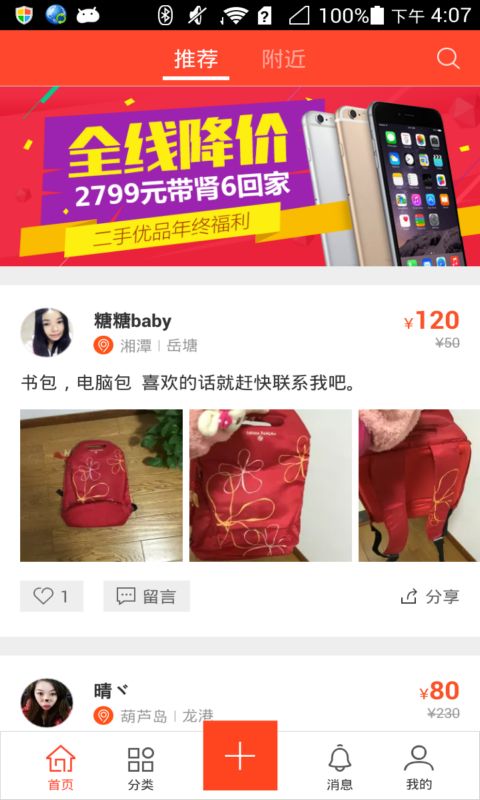 100% 下午 4:07
推荐 附近
全线降价
2799元带肾6回家
二手优品年终福利
糖糖baby
¥120
湘潭 岳塘
¥50
书包，电脑包 喜欢的话就赶快联系我吧。
1 留言 分享
晴ヾ
¥80
葫芦岛 龙港
¥230
首页 分类 消息 我的